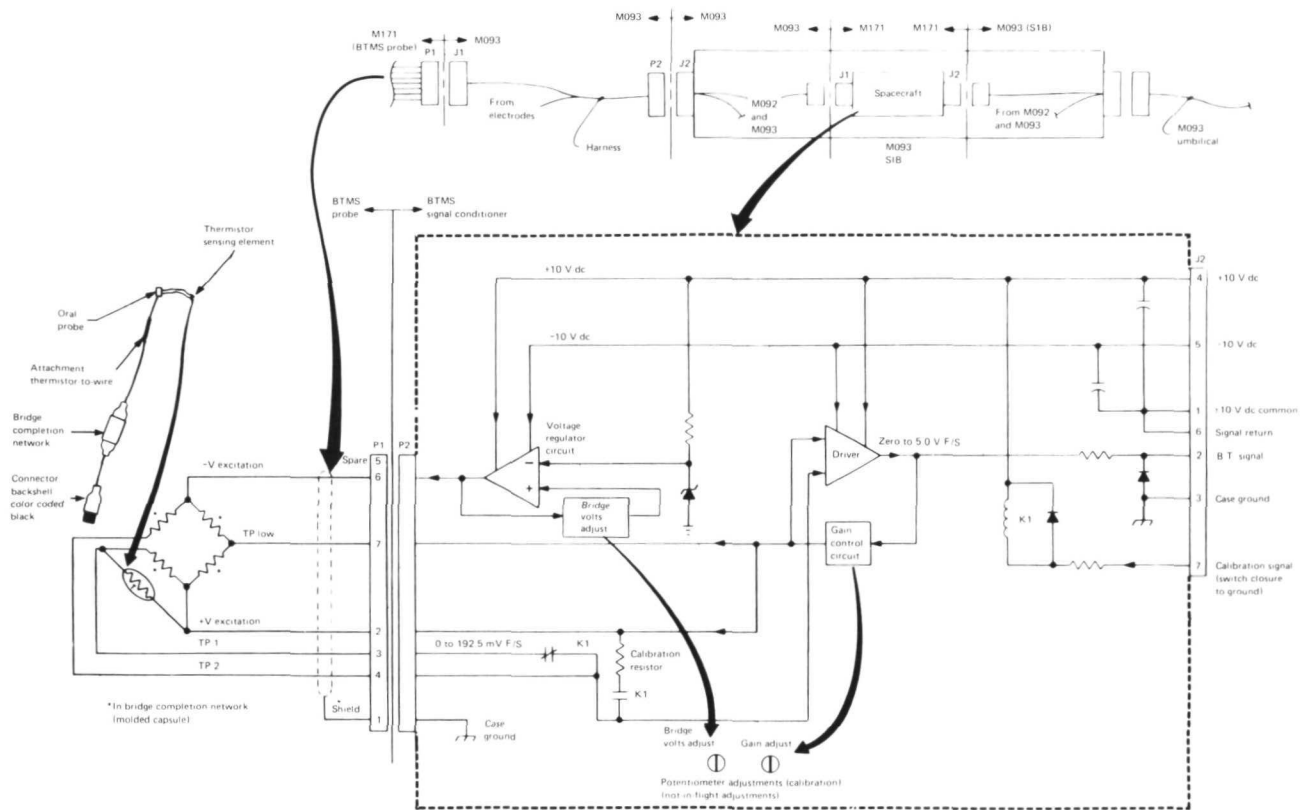 M171
(BTMS probe)
M093
P1
J1
From
electrodes
Harness
M093
M093
P2
J2
M092
and
M093
M093
M171
J1
Spacecraft
M093
SIB
M171
M093 (S1B)
J2
From M092
and M093
M093
umbilical
BTMS
probe
BTMS
signal conditioner
Thermistor
sensing element
Oral
probe
Attachment
thermistor-to-wire
Bridge
completion
network
Connector
backshell
color coded
black
−V excitation
TP low
+V excitation
TP 1
TP 2
*In bridge completion network
(molded capsule)
P1
P2
Spare
5
6
7
2
3
4
1
Shield
Case
ground
+10 V dc
−10 V dc
Voltage
regulator
circuit
−
+
Bridge
volts
adjust
Driver
Zero to 5.0 V F/S
Gain
control
circuit
0 to 192.5 mV F/S
K1
Calibration
resistor
K1
K1
J2
4 +10 V dc
5 -10 V dc
1 ±10 V dc common
6 Signal return
2 B T signal
3 Case ground
7 Calibration signal
(switch closure
to ground)
Bridge
volts adjust
Gain adjust
Potentiometer adjustments (calibration)
(not in-flight adjustments)